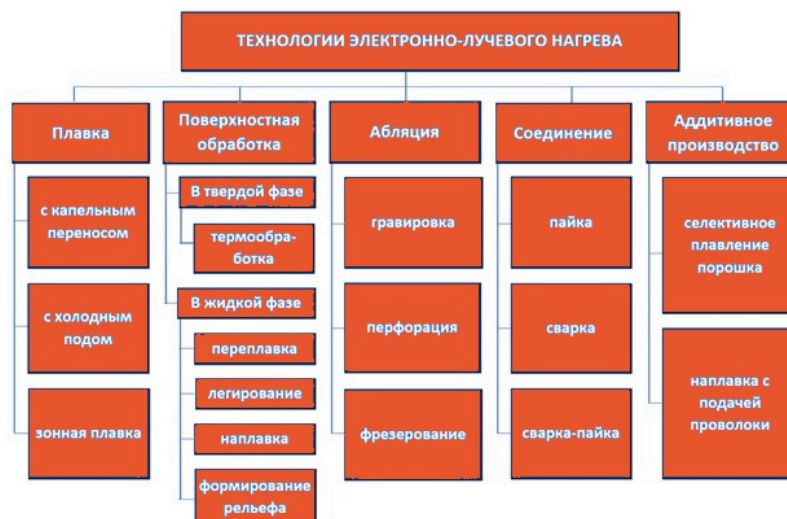 ТЕХНОЛОГИИ ЭЛЕКТРОННО-ЛУЧЕВОГО НАГРЕВА
Плавка
с капельным
переносом
с холодным
подом
зонная плавка
Поверхностная
обработка
В твердой фазе
термообра-
ботка
В жидкой фазе
переплавка
легирование
наплавка
формирование
рельефа
Абляция
гравировка
перфорация
фрезерование
Соединение
пайка
сварка
сварка-пайка
Аддитивное
производство
селективное
плавление
порошка
наплавка с
подачей
проволоки